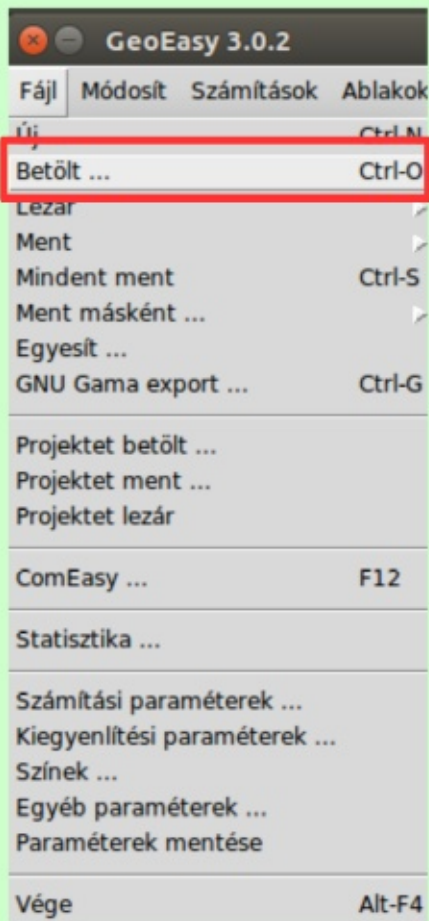 GeoEasy 3.0.2
Fájl Módosít Számítások Ablakok
Új Ctrl-N
Betölt ... Ctrl-O
Lezár
Ment
Mindent ment Ctrl-S
Ment másként ...
Egyesít ...
GNU Gama export ... Ctrl-G
Projektet betölt ...
Projektet ment ...
Projektet lezár
ComEasy ... F12
Statisztika ...
Számítási paraméterek ...
Kiegyenlítési paraméterek ...
Színek ...
Egyéb paraméterek ...
Paraméterek mentése
Vége Alt-F4